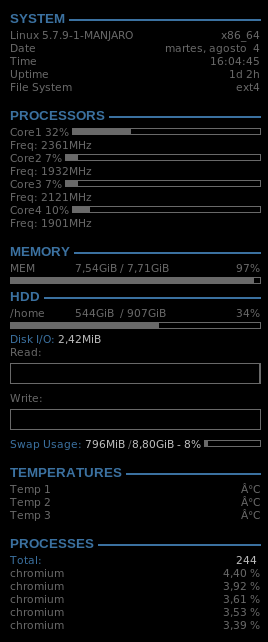 SYSTEM
Linux 5.7.9-1-MANJARO x86_64
Date martes, agosto 4
Time 16:04:45
Uptime 1d 2h
File System ext4
PROCESSORS
Core1 32%
Freq: 2361MHz
Core2 7%
Freq: 1932MHz
Core3 7%
Freq: 2121MHz
Core4 10%
Freq: 1901MHz
MEMORY
MEM 7,54GiB / 7,71GiB 97%
HDD
/home 544GiB / 907GiB 34%
Disk I/O: 2,42MiB
Read:
Write:
Swap Usage: 796MiB /8,80GiB - 8%
TEMPERATURES
Temp 1 Â°C
Temp 2 Â°C
Temp 3 Â°C
PROCESSES
Total: 244
chromium 4,40 %
chromium 3,92 %
chromium 3,61 %
chromium 3,53 %
chromium 3,39 %